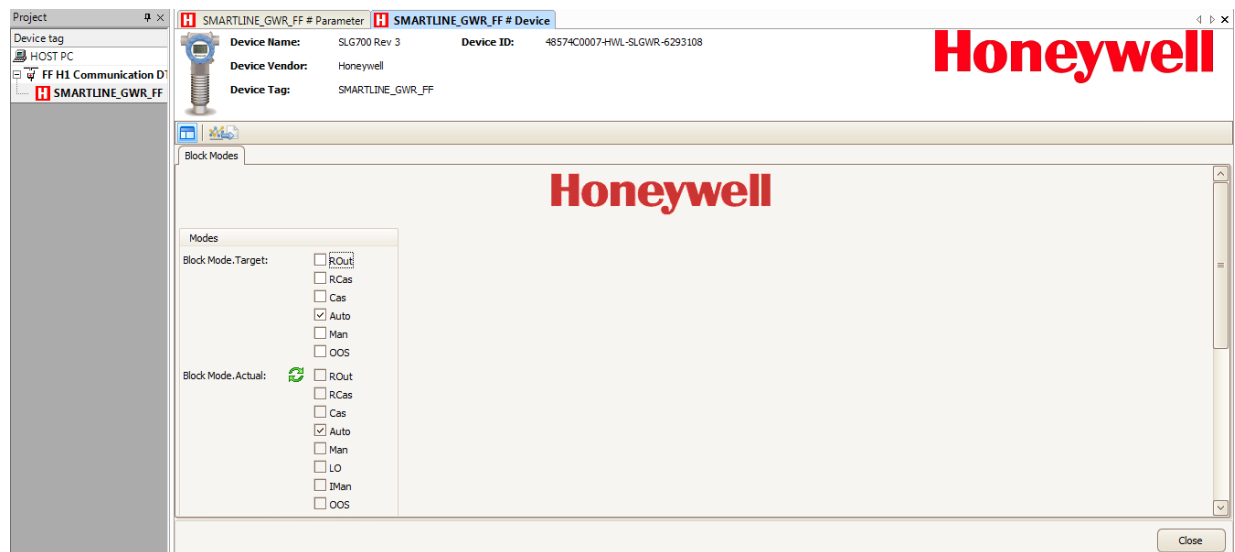 Project
Device tag
HOST PC
FF H1 Communication DT
SMARTLINE_GWR_FF
H SMARTLINE_GWR_FF # Parameter H SMARTLINE_GWR_FF # Device
Device Name: SLG700 Rev 3 Device ID: 48574C0007-HWL-SLGWR-6293108
Device Vendor: Honeywell
Device Tag: SMARTLINE_GWR_FF
Honeywell
Block Modes
Honeywell
Modes
Block Mode.Target: ROut
RCas
Cas
Auto
Man
OOS
Block Mode.Actual: ROut
RCas
Cas
Auto
Man
LO
IMan
OOS
Close